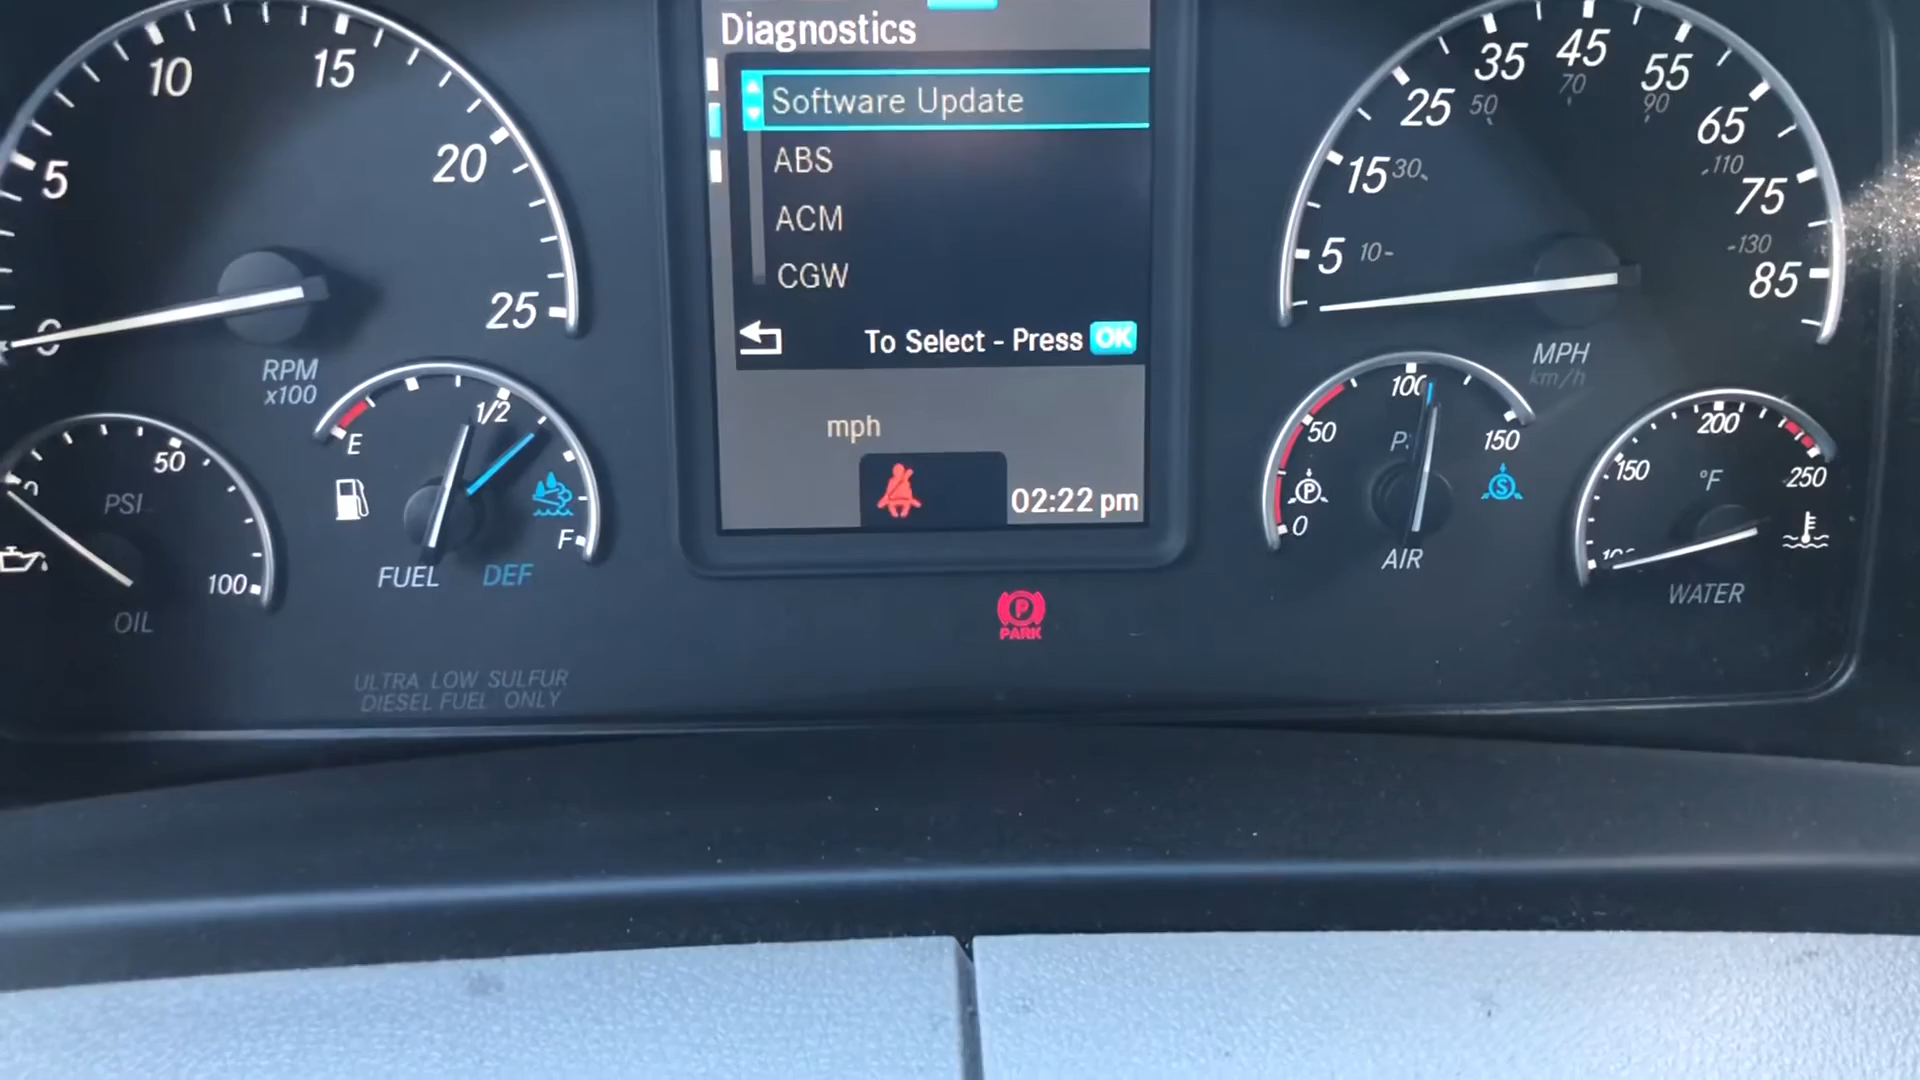 Diagnostics
Software Update
ABS
ACM
CGW
To Select - Press OK
mph
02:22 pm
5
10
15
20
25
RPM
x100
50
100
PSI
OIL
E
1/2
F
FUEL
DEF
ULTRA LOW SULFUR
DIESEL FUEL ONLY
P
PARK
5
15
25
35
45
55
65
75
85
10
30
50
70
90
110
130
MPH
km/h
0
50
100
150
P
S
AIR
150
200
250
°F
WATER